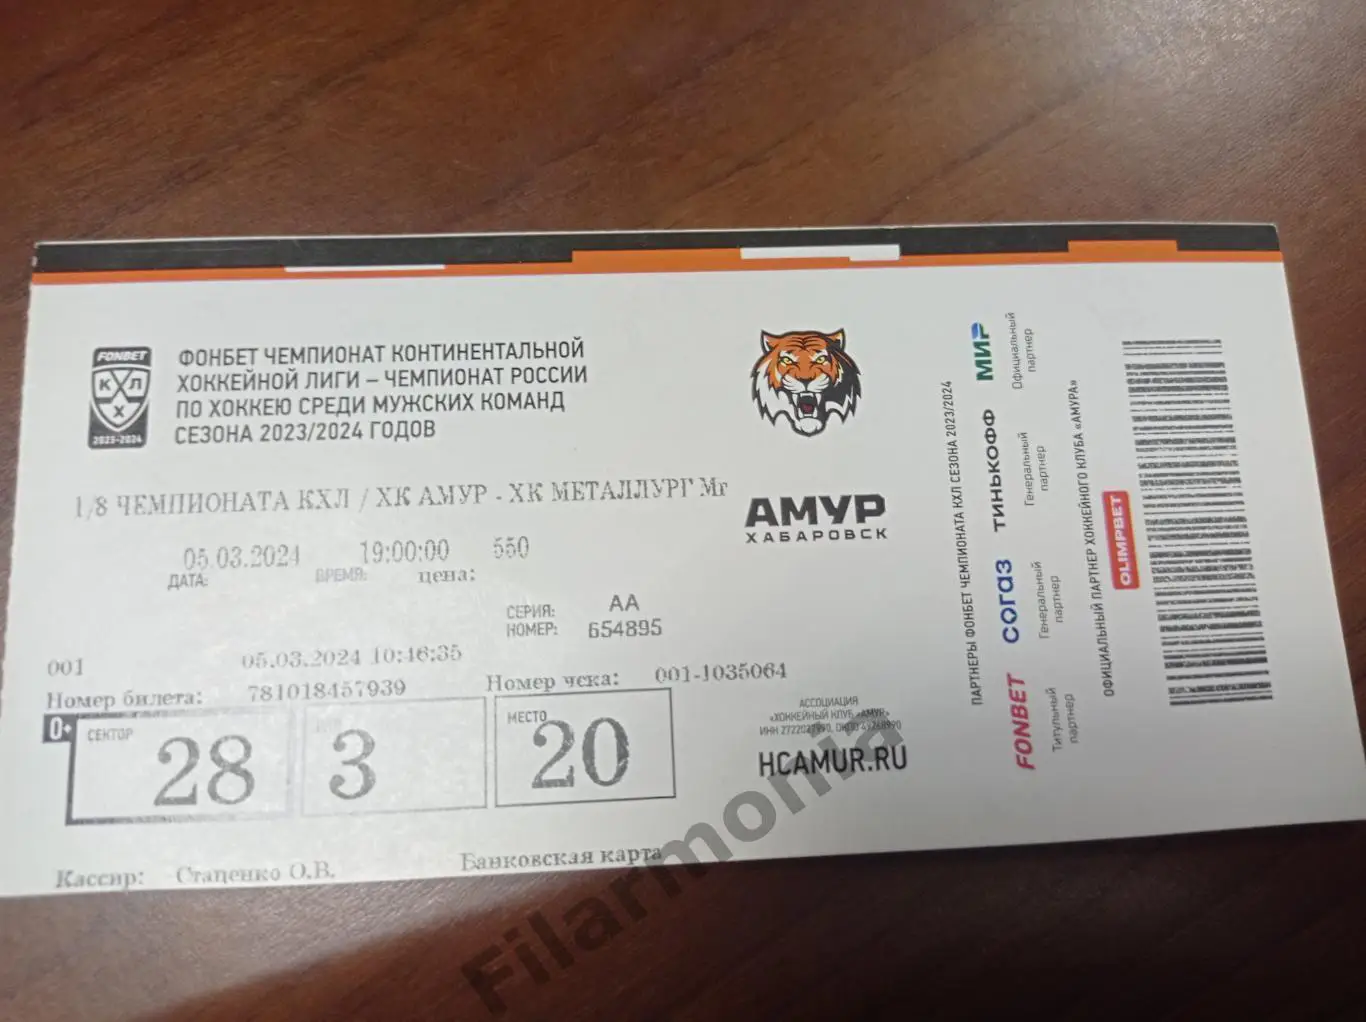 FONBET
КХЛ
2023-2024
ФОНБЕТ ЧЕМПИОНАТ КОНТИНЕНТАЛЬНОЙ
ХОККЕЙНОЙ ЛИГИ – ЧЕМПИОНАТ РОССИИ
ПО ХОККЕЮ СРЕДИ МУЖСКИХ КОМАНД
СЕЗОНА 2023/2024 ГОДОВ
1/8 ЧЕМПИОНАТА КХЛ / ХК АМУР - ХК МЕТАЛЛУРГ Мг
05.03.2024 19:00:00 550
ДАТА: ВРЕМЯ: цена:
СЕРИЯ: АА
НОМЕР: 654895
001 05.03.2024 10:46:35
Номер билета: 781018457939 Номер чека: 001-1035064
0+
СЕКТОР 28
3
МЕСТО 20
Кассир: Стаценко О.В. Банковская карта
АМУР
ХАБАРОВСК
АССОЦИАЦИЯ
«ХОККЕЙНЫЙ КЛУБ «АМУР»
HCAMUR.RU
ПАРТНЕРЫ ФОНБЕТ ЧЕМПИОНАТА КХЛ СЕЗОНА 2023/2024
FONBET
Титульный
партнер
СОГАЗ
Генеральный
партнер
ТИНЬКОФФ
Генеральный
партнер
МИР
Официальный
партнер
ОФИЦИАЛЬНЫЙ ПАРТНЕР ХОККЕЙНОГО КЛУБА «АМУРА»
OLIMPBET
Filarmonia